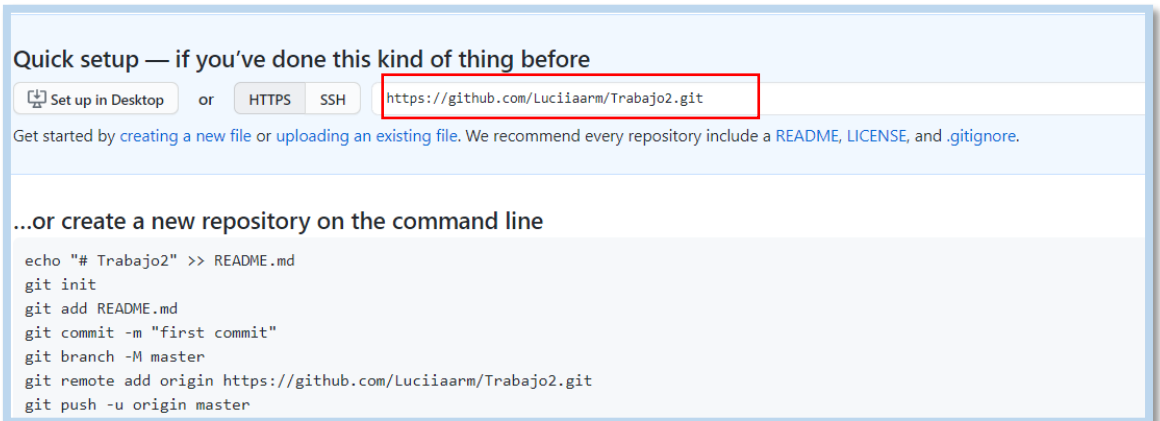 Quick setup — if you’ve done this kind of thing before
Set up in Desktop or HTTPS SSH https://github.com/Luciiaarm/Trabajo2.git
Get started by creating a new file or uploading an existing file. We recommend every repository include a README, LICENSE, and .gitignore.
…or create a new repository on the command line
echo "# Trabajo2" >> README.md
git init
git add README.md
git commit -m "first commit"
git branch -M master
git remote add origin https://github.com/Luciiaarm/Trabajo2.git
git push -u origin master